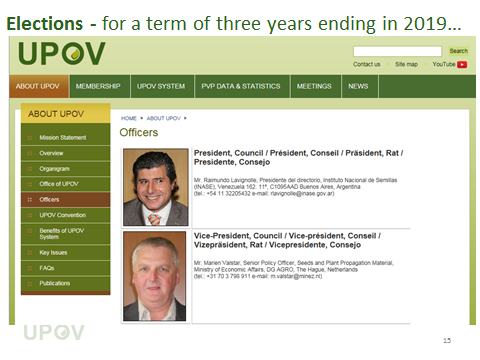 Elections - for a term of three years ending in 2019…
UPOV
Search
Contact us Site map YouTube
ABOUT UPOV MEMBERSHIP UPOV SYSTEM PVP DATA & STATISTICS MEETINGS NEWS
ABOUT UPOV
Mission Statement
Overview
Organigram
Office of UPOV
Officers
UPOV Convention
Benefits of UPOV
System
Key Issues
FAQs
Publications
HOME ABOUT UPOV
Officers
President, Council / Président, Conseil / Präsident, Rat /
Presidente, Consejo
Mr. Raimundo Lavignolle, Presidente del directorio, Instituto Nacional de Semillas
(INASE), Venezuela 162. 11°, C1095AAD Buenos Aires, Argentina
(tel.: +54 11 32205432 e-mail: rlavignolle@inase.gov.ar)
Vice-President, Council / Vice-président, Conseil /
Vizepräsident, Rat / Vicepresidente, Consejo
Mr. Marien Valstar, Senior Policy Officer, Seeds and Plant Propagation Material,
Ministry of Economic Affairs, DG AGRO, The Hague, Netherlands
(tel.: +31 70 3 798 911 e-mail: m.valstar@minez.nl)
UPOV
15